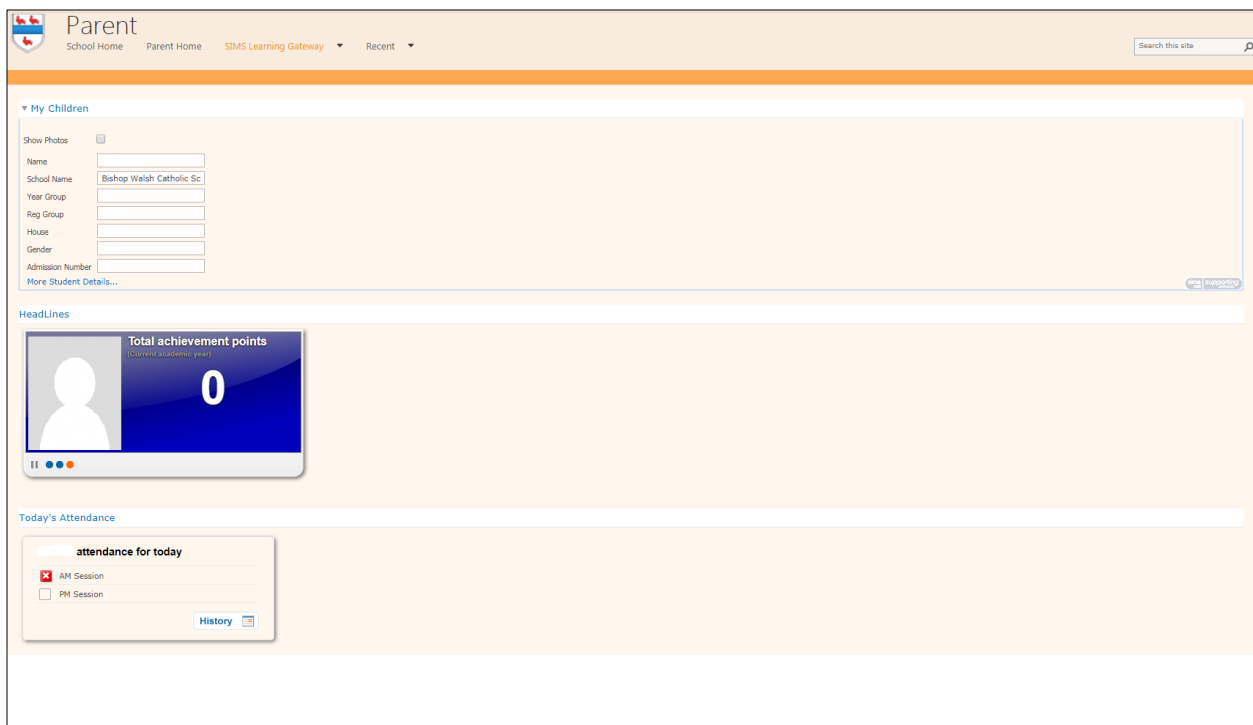 Parent
School Home Parent Home SIMS Learning Gateway Recent
Search this site
My Children
Show Photos
Name
School Name Bishop Walsh Catholic Sc
Year Group
Reg Group
House
Gender
Admission Number
More Student Details...
sims supporting
HeadLines
Total achievement points
(Current academic year)
0
Today's Attendance
attendance for today
AM Session
PM Session
History